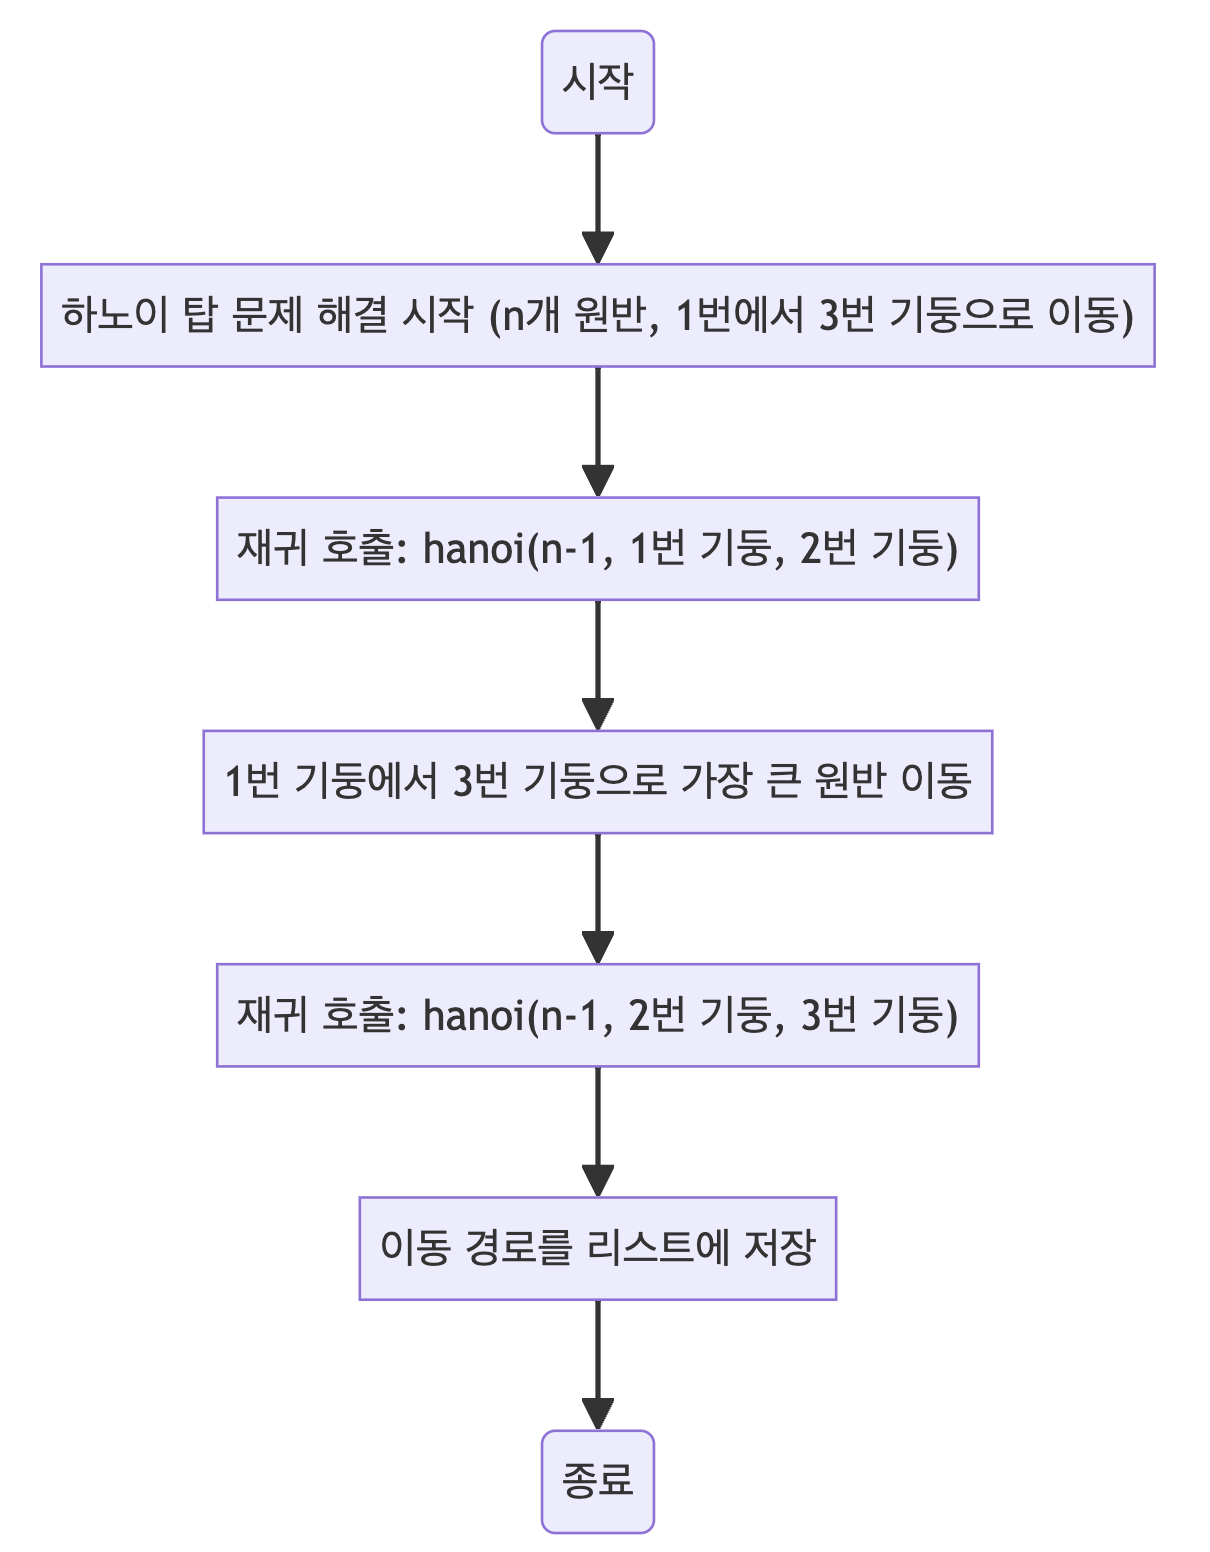 시작
하노이 탑 문제 해결 시작 (n개 원반, 1번에서 3번 기둥으로 이동)
재귀 호출: hanoi(n-1, 1번 기둥, 2번 기둥)
1번 기둥에서 3번 기둥으로 가장 큰 원반 이동
재귀 호출: hanoi(n-1, 2번 기둥, 3번 기둥)
이동 경로를 리스트에 저장
종료